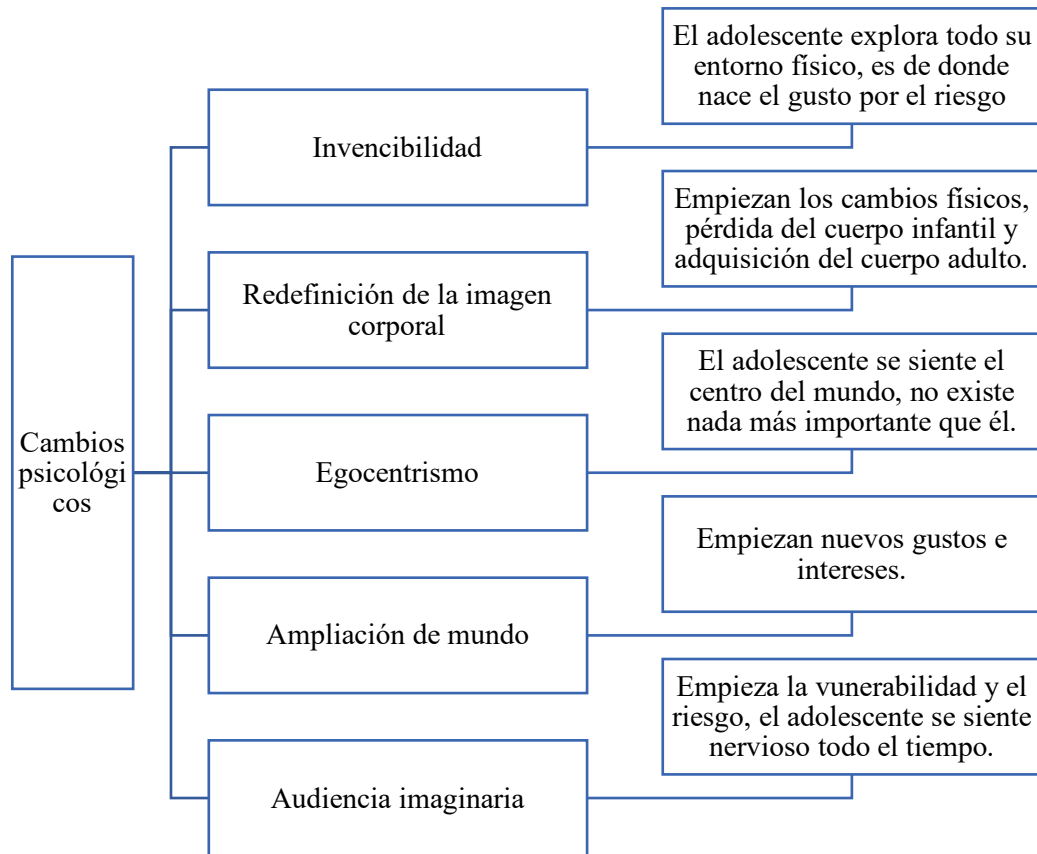 Cambios
psicológi
cos
Invencibilidad
El adolescente explora todo su
entorno físico, es de donde
nace el gusto por el riesgo
Redefinición de la imagen
corporal
Empiezan los cambios físicos,
pérdida del cuerpo infantil y
adquisición del cuerpo adulto.
Egocentrismo
El adolescente se siente el
centro del mundo, no existe
nada más importante que él.
Ampliación de mundo
Empiezan nuevos gustos e
intereses.
Audiencia imaginaria
Empieza la vunerabilidad y el
riesgo, el adolescente se siente
nervioso todo el tiempo.